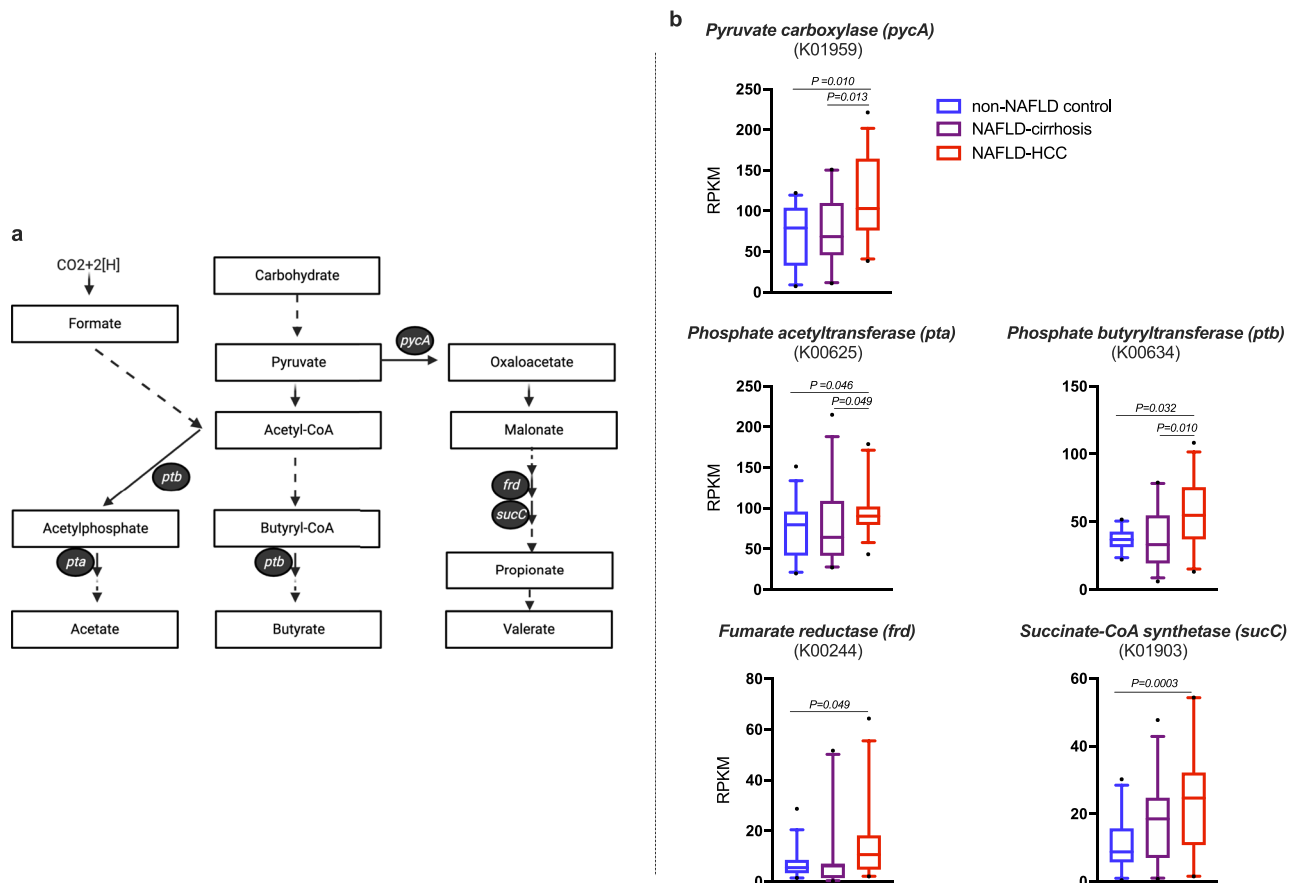 a
CO2+2[H]
Formate
Carbohydrate
Pyruvate
pycA
Oxaloacetate
Acetyl-CoA
Malonate
ptb
frd
sucC
Acetylphosphate
Butyryl-CoA
pta
ptb
Propionate
Acetate
Butyrate
Valerate
b
Pyruvate carboxylase (pycA)
(K01959)
P=0.010
P=0.013
RPKM
250
200
150
100
50
0
non-NAFLD control
NAFLD-cirrhosis
NAFLD-HCC
Phosphate acetyltransferase (pta)
(K00625)
P=0.046
P=0.049
RPKM
250
200
150
100
50
0
Phosphate butyryltransferase (ptb)
(K00634)
P=0.032
P=0.010
150
100
50
0
Fumarate reductase (frd)
(K00244)
P=0.049
RPKM
80
60
40
20
0
Succinate-CoA synthetase (sucC)
(K01903)
P=0.0003
60
40
20
0